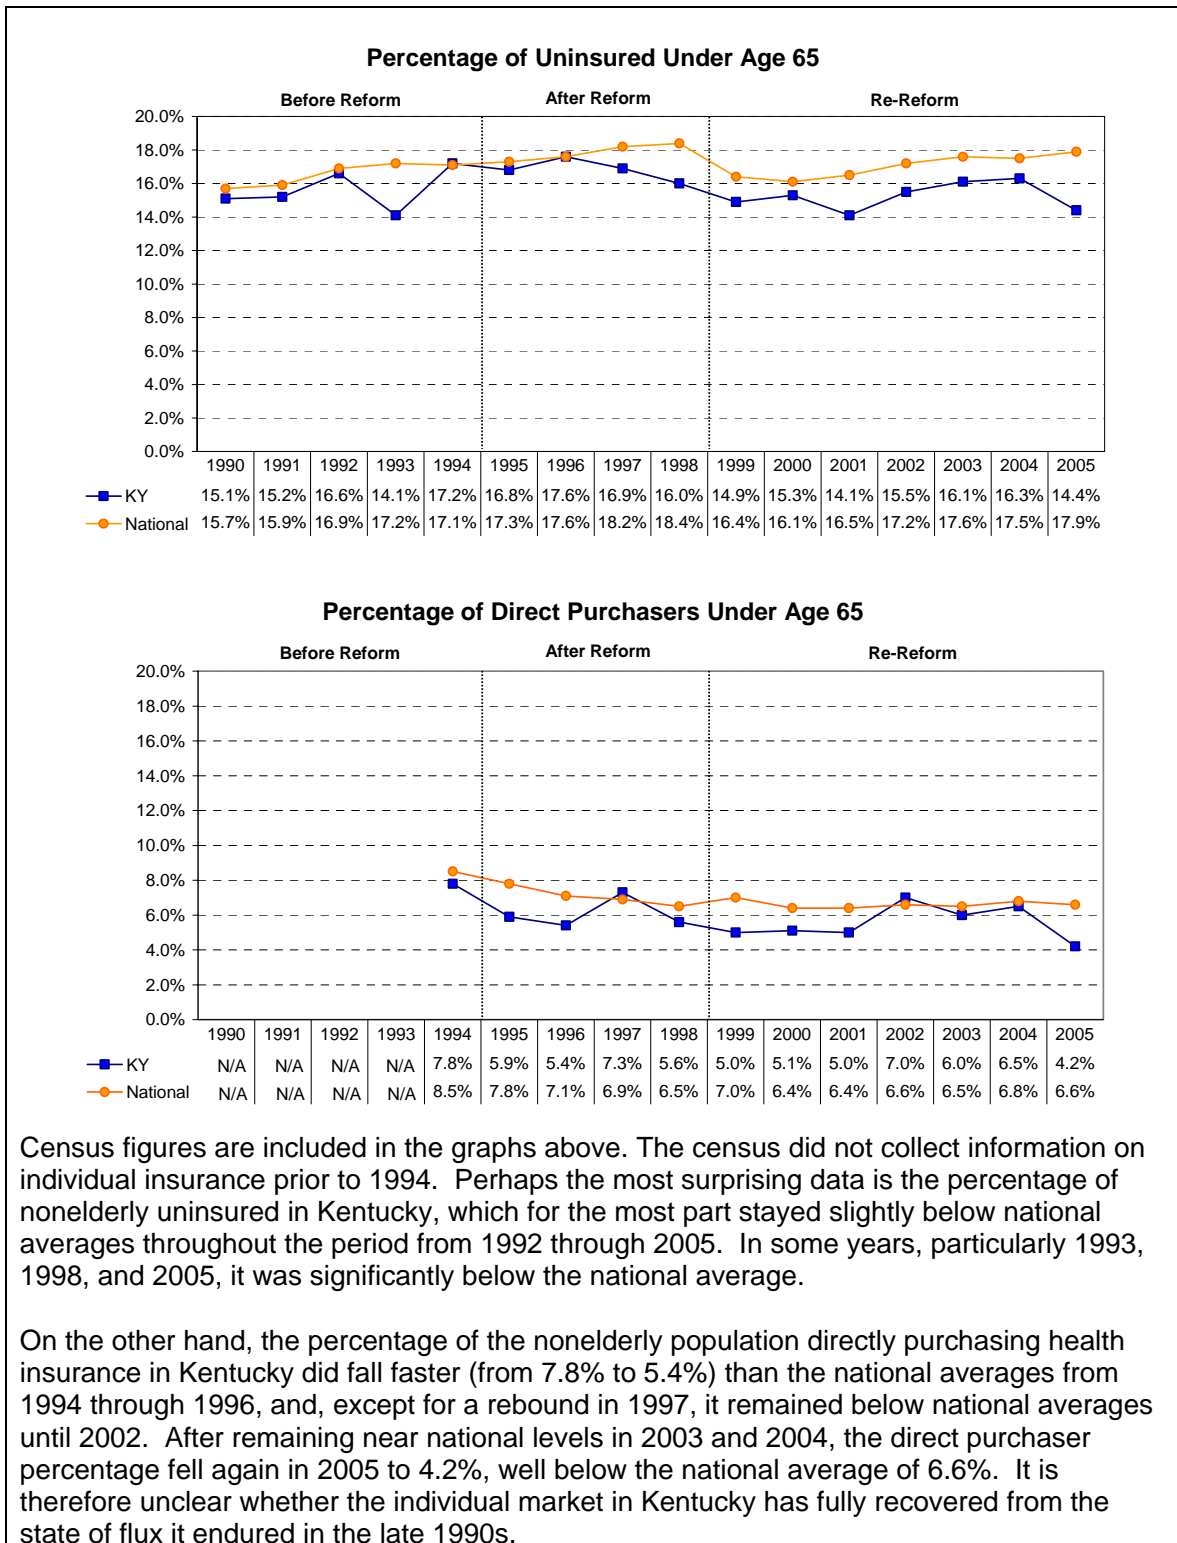 Percentage of Uninsured Under Age 65
Before Reform After Reform Re-Reform
20.0%
18.0%
16.0%
14.0%
12.0%
10.0%
8.0%
6.0%
4.0%
2.0%
0.0%
1990 1991 1992 1993 1994 1995 1996 1997 1998 1999 2000 2001 2002 2003 2004 2005
KY 15.1% 15.2% 16.6% 14.1% 17.2% 16.8% 17.6% 16.9% 16.0% 14.9% 15.3% 14.1% 15.5% 16.1% 16.3% 14.4%
National 15.7% 15.9% 16.9% 17.2% 17.1% 17.3% 17.6% 18.2% 18.4% 16.4% 16.1% 16.5% 17.2% 17.6% 17.5% 17.9%
Percentage of Direct Purchasers Under Age 65
Before Reform After Reform Re-Reform
20.0%
18.0%
16.0%
14.0%
12.0%
10.0%
8.0%
6.0%
4.0%
2.0%
0.0%
1990 1991 1992 1993 1994 1995 1996 1997 1998 1999 2000 2001 2002 2003 2004 2005
KY N/A N/A N/A N/A 7.8% 5.9% 5.4% 7.3% 5.6% 5.0% 5.1% 5.0% 7.0% 6.0% 6.5% 4.2%
National N/A N/A N/A N/A 8.5% 7.8% 7.1% 6.9% 6.5% 7.0% 6.4% 6.4% 6.6% 6.5% 6.8% 6.6%
Census figures are included in the graphs above. The census did not collect information on
individual insurance prior to 1994. Perhaps the most surprising data is the percentage of
nonelderly uninsured in Kentucky, which for the most part stayed slightly below national
averages throughout the period from 1992 through 2005. In some years, particularly 1993,
1998, and 2005, it was significantly below the national average.
On the other hand, the percentage of the nonelderly population directly purchasing health
insurance in Kentucky did fall faster (from 7.8% to 5.4%) than the national averages from
1994 through 1996, and, except for a rebound in 1997, it remained below national averages
until 2002. After remaining near national levels in 2003 and 2004, the direct purchaser
percentage fell again in 2005 to 4.2%, well below the national average of 6.6%. It is
therefore unclear whether the individual market in Kentucky has fully recovered from the
state of flux it endured in the late 1990s.